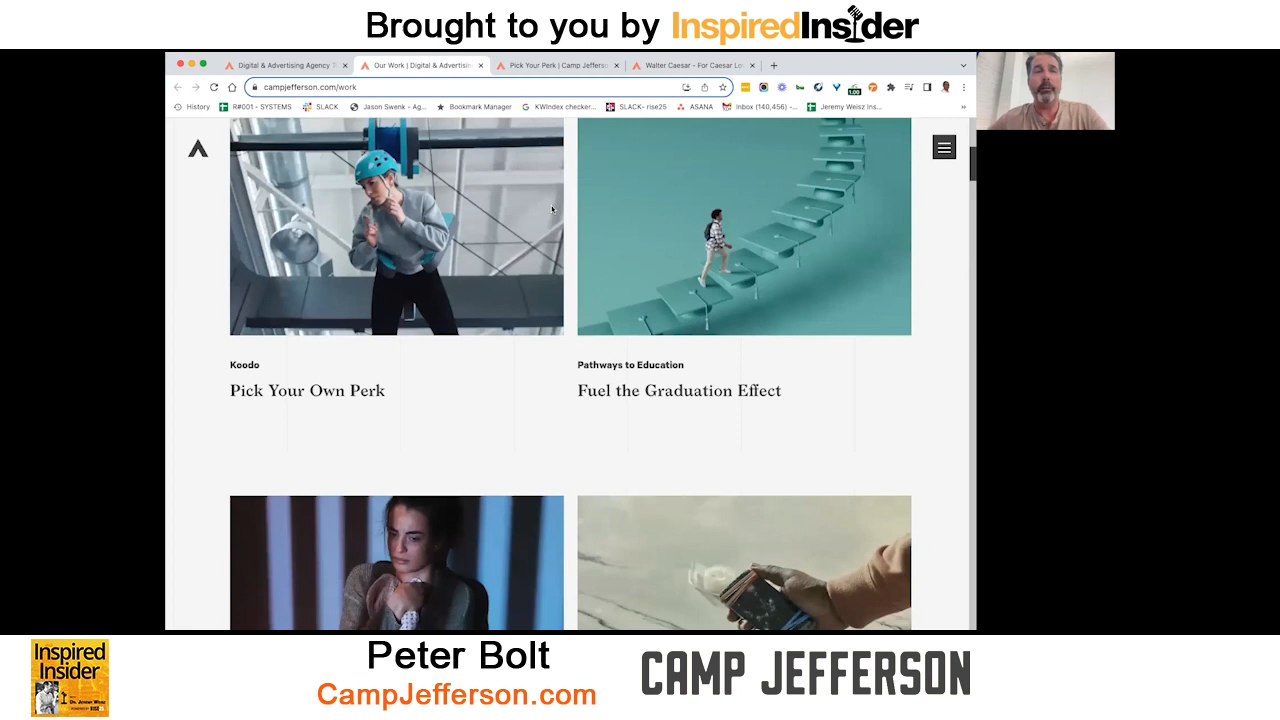 Brought to you by InspiredInsider
Digital & Advertising Agency T
Our Work | Digital & Advertisin
Pick Your Perk | Camp Jefferso
Walter Caesar - For Caesar Lo
campjefferson.com/work
History
R#001 - SYSTEMS
SLACK
Jason Swenk - Ag...
Bookmark Manager
KWIndex checker...
SLACK- rise25
ASANA
Inbox (140,456) -...
Jeremy Weisz Ins...
Koodo
Pick Your Own Perk
Pathways to Education
Fuel the Graduation Effect
Inspired
Insider
Peter Bolt
CampJefferson.com
CAMP JEFFERSON